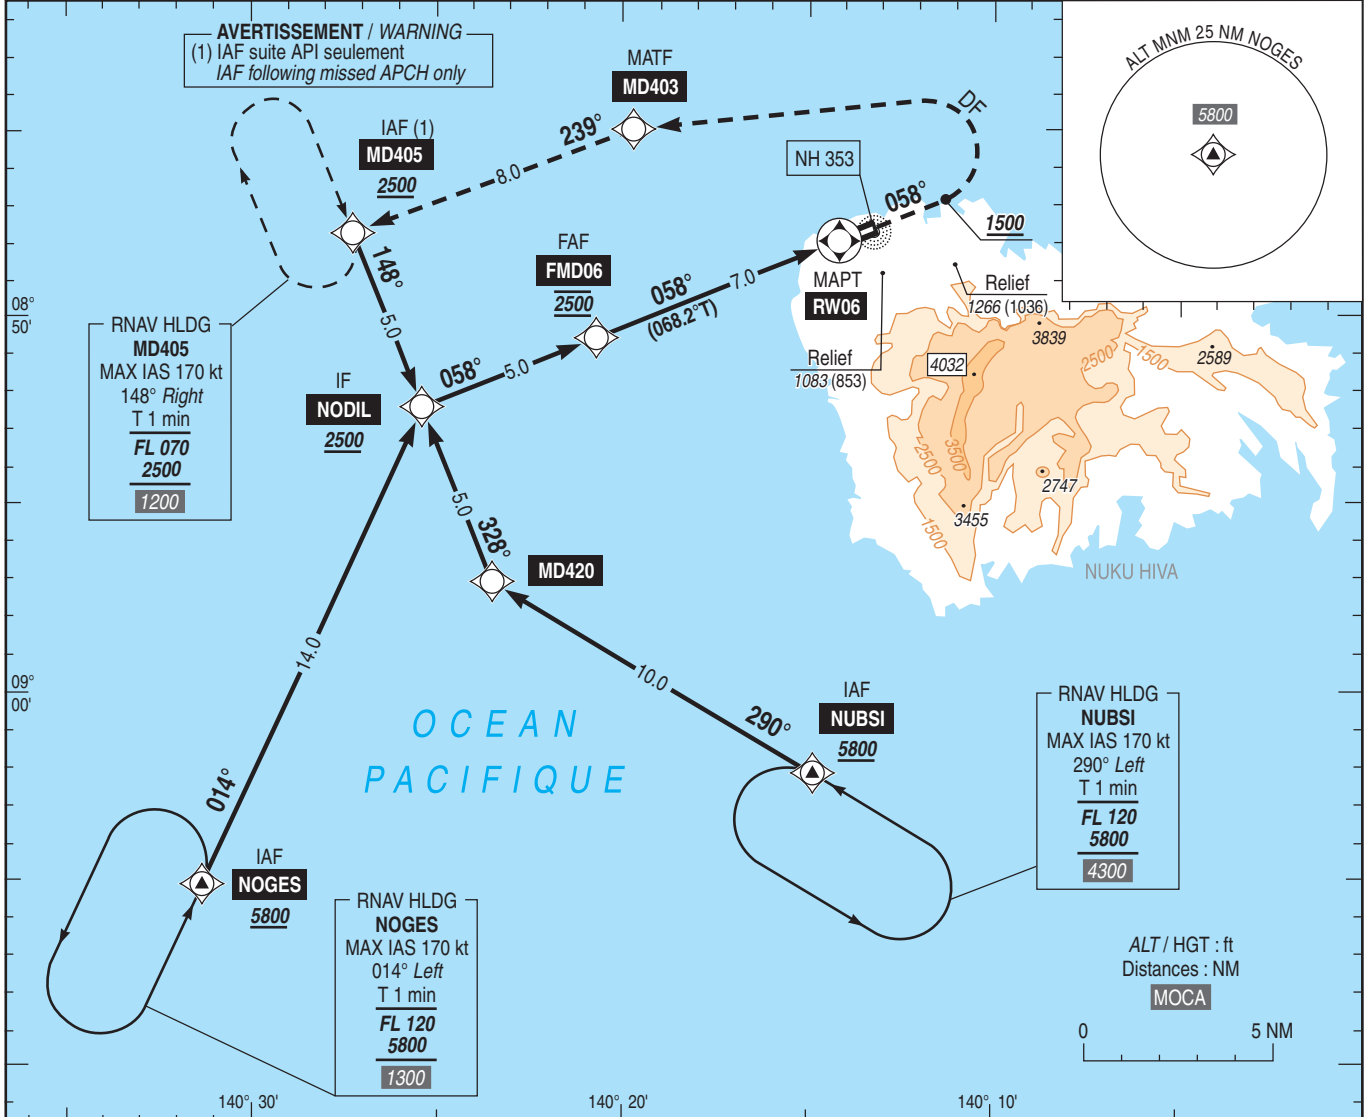 AVERTISSEMENT / WARNING
(1) IAF suite API seulement
IAF following missed APCH only
ALT MNM 25 NM NOGES
5800
MATF
MD403
DF
239°
8.0
IAF (1)
MD405
2500
NH 353
058°
1500
148°
5.0
FAF
FMD06
2500
058°
(068.2°T)
7.0
MAPT
RW06
Relief
1266 (1036)
Relief
1083 (853)
3839
4032
2500
1500
2589
2500
3500
1500
2747
3455
NUKU HIVA
08°
50'
RNAV HLDG
MD405
MAX IAS 170 kt
148° Right
T 1 min
FL 070
2500
1200
IF
NODIL
2500
058°
5.0
5.0
328°
MD420
14.0
10.0
09°
00'
OCEAN
PACIFIQUE
290°
IAF
NUBSI
5800
RNAV HLDG
NUBSI
MAX IAS 170 kt
290° Left
T 1 min
FL 120
5800
4300
014°
IAF
NOGES
5800
RNAV HLDG
NOGES
MAX IAS 170 kt
014° Left
T 1 min
FL 120
5800
1300
ALT / HGT : ft
Distances : NM
MOCA
0 5 NM
140° 30' 140° 20' 140° 10'